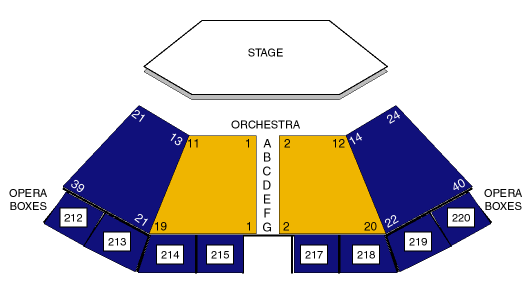 STAGE
ORCHESTRA
21 13 11 1 A 2 12 14 24
B
C
D
E
F
39 21 19 1 G 2 20 22 40
OPERA
BOXES
OPERA
BOXES
212 213 214 215 217 218 219 220